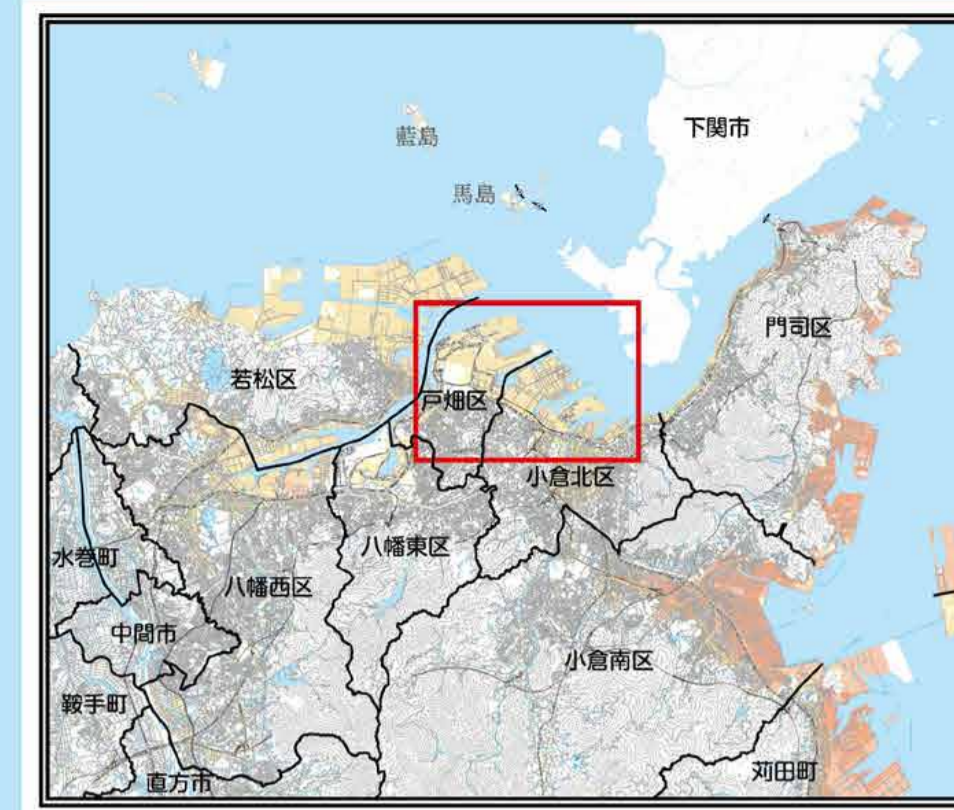 藍島
下関市
馬島
門司区
若松区
戸畑区
小倉北区
水巻町
八幡東区
八幡西区
中間市
小倉南区
鞍手町
直方市
苅田町